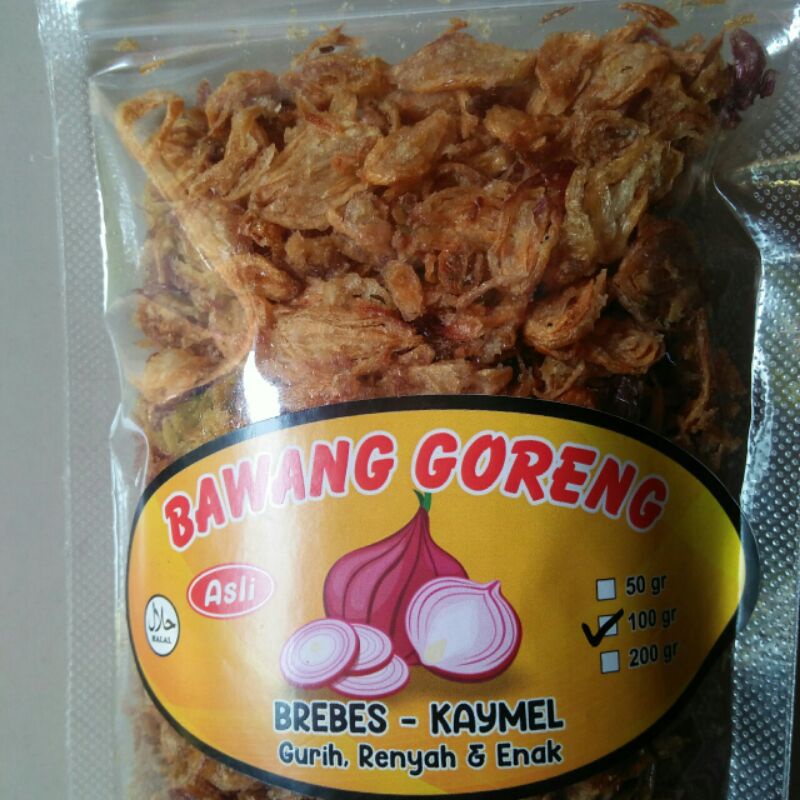 BAWANG GORENG
Asli
حلال
HALAL
50 gr
100 gr
200 gr
BREBES - KAYMEL
Gurih, Renyah & Enak